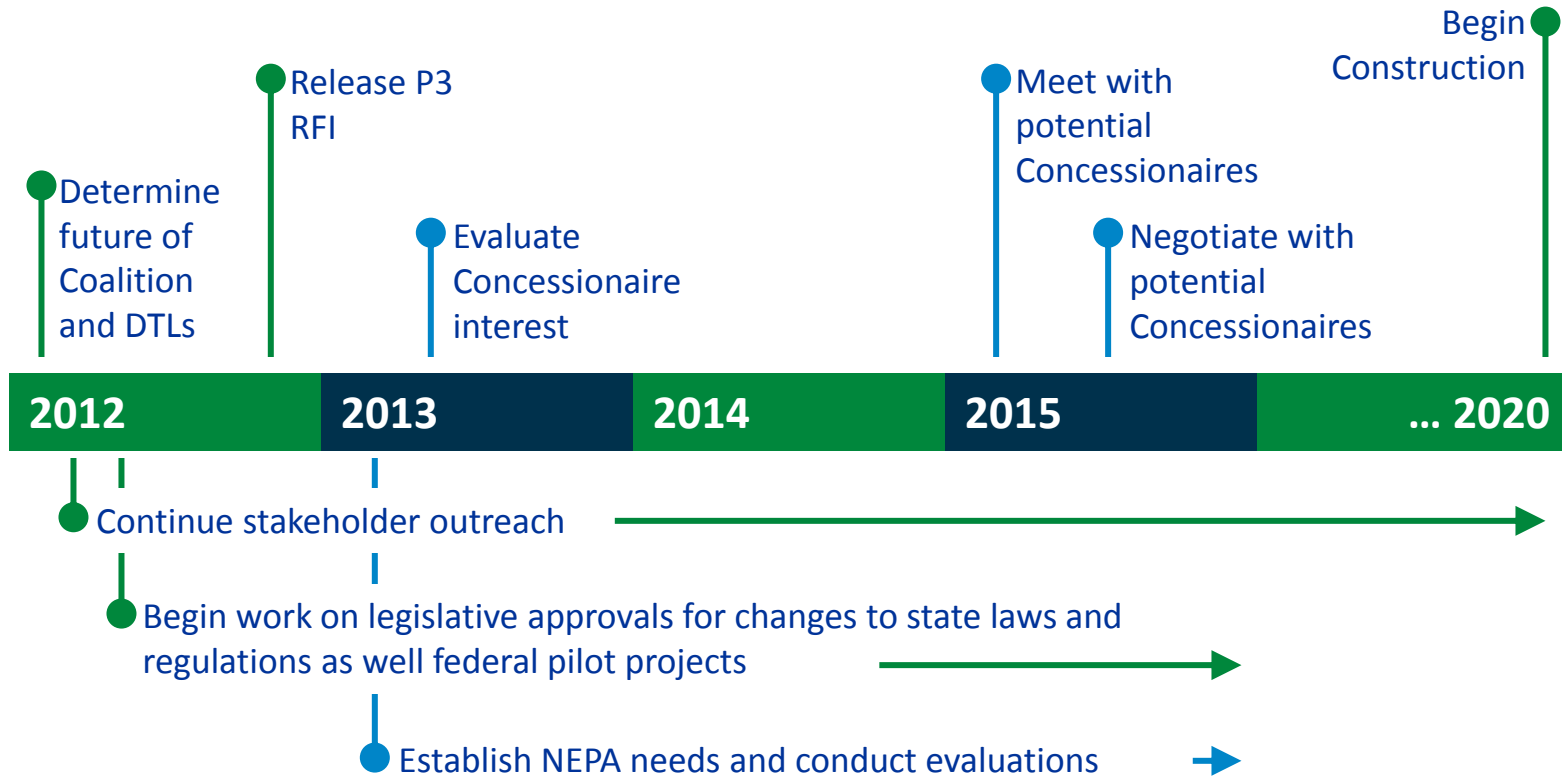 Begin
Construction
Release P3
RFI
Meet with
potential
Concessionaires
Determine
future of
Coalition
and DTLs
Evaluate
Concessionaire
interest
Negotiate with
potential
Concessionaires
2012
2013
2014
2015
... 2020
Continue stakeholder outreach
Begin work on legislative approvals for changes to state laws and
regulations as well federal pilot projects
Establish NEPA needs and conduct evaluations